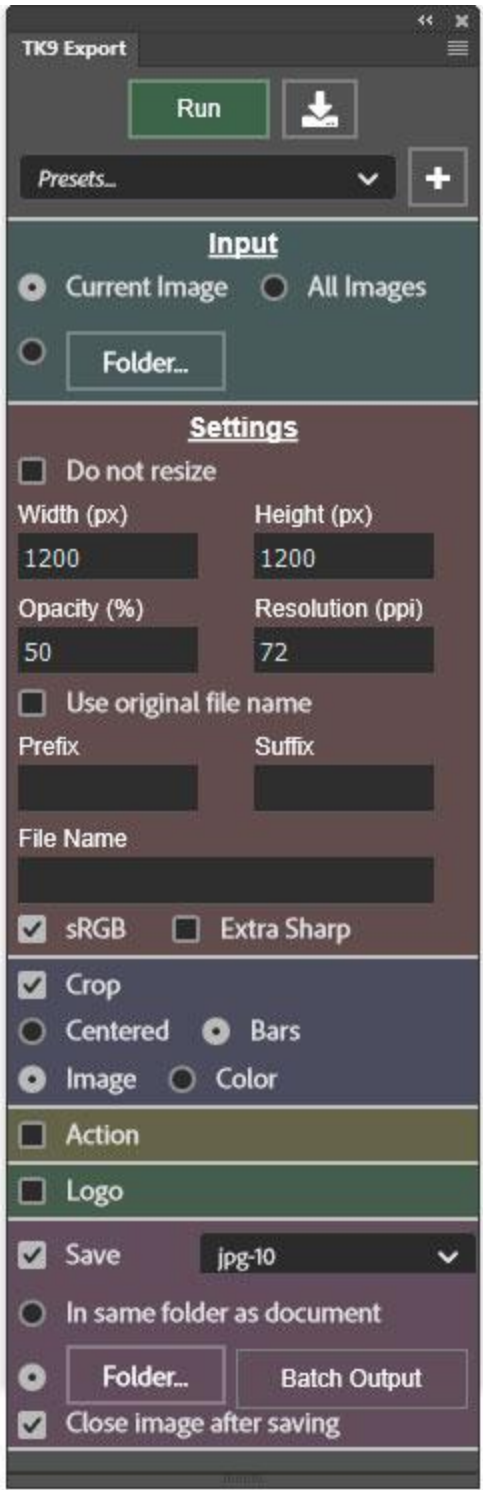 TK9 Export
Run
Presets...
Input
Current Image All Images
Folder...
Settings
Do not resize
Width (px) Height (px)
1200 1200
Opacity (%) Resolution (ppi)
50 72
Use original file name
Prefix Suffix
File Name
sRGB Extra Sharp
Crop
Centered Bars
Image Color
Action
Logo
Save jpg-10
In same folder as document
Folder... Batch Output
Close image after saving